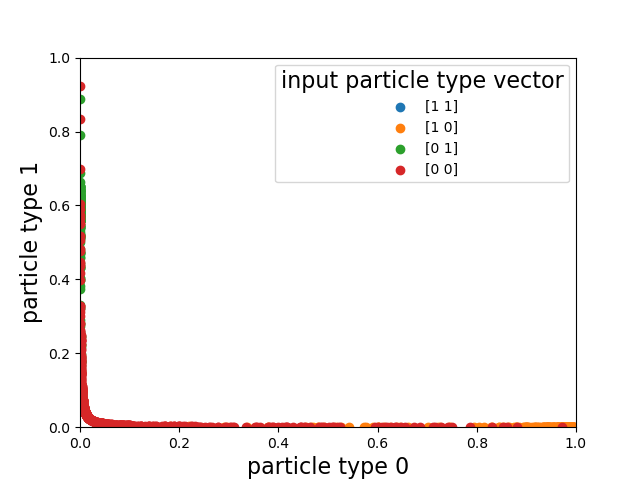 input particle type vector
[1 1]
[1 0]
[0 1]
[0 0]
1.0
0.8
0.6
0.4
0.2
0.0
particle type 1
0.0 0.2 0.4 0.6 0.8 1.0
particle type 0